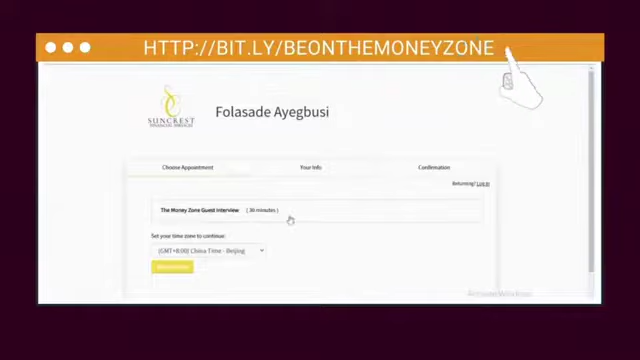 HTTP://BIT.LY/BEONTHEMONEYZONE
SUNCREST
FINANCIAL SERVICES
Folasade Ayegbusi
Choose Appointment
Your Info
Confirmation
Returning? Log in
The Money Zone Guest Interview ( 30 minutes )
Set your time zone to continue:
(GMT+8:00) China Time - Beijing